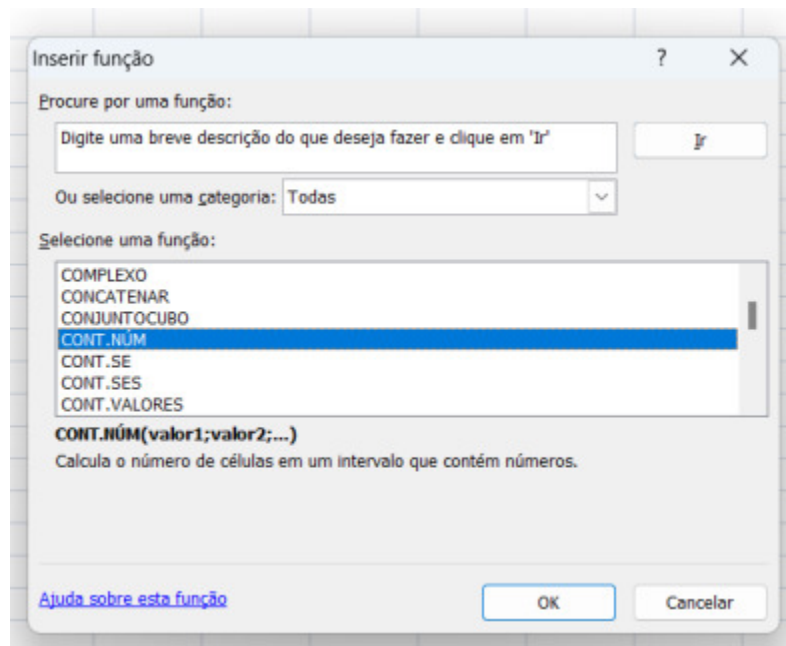 Inserir função
? X
Procure por uma função:
Digite uma breve descrição do que deseja fazer e clique em 'Ir'
Ir
Ou selecione uma categoria: Todas
Selecione uma função:
COMPLEXO
CONCATENAR
CONJUNTOCUBO
CONT.NÚM
CONT.SE
CONT.SES
CONT.VALORES
CONT.NÚM(valor1;valor2;...)
Calcula o número de células em um intervalo que contém números.
Ajuda sobre esta função
OK
Cancelar